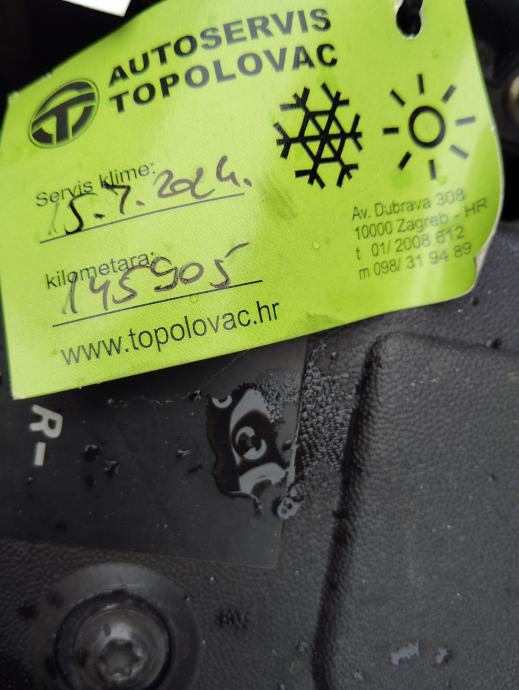 AUTOSERVIS
TOPOLOVAC
Servis klime:
15.7.2024.
kilometara:
145905
www.topolovac.hr
Av. Dubrava 308
10000 Zagreb - HR
t 01/ 2008 612
m 098/ 31 94 89
R-